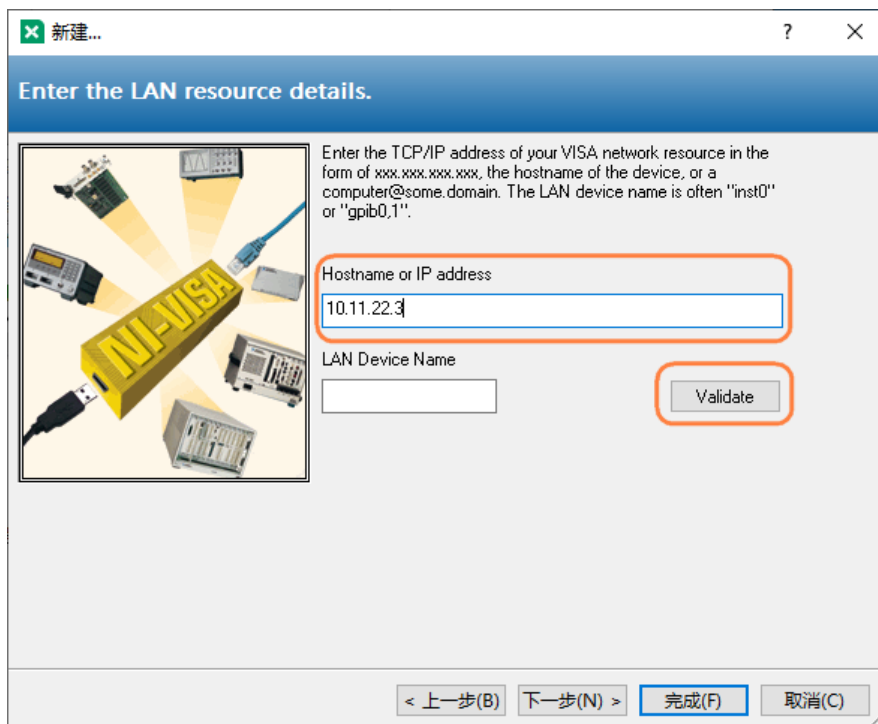 新建...
?
Enter the LAN resource details.
Enter the TCP/IP address of your VISA network resource in the
form of xxx.xxx.xxx.xxx, the hostname of the device, or a
computer@some.domain. The LAN device name is often "inst0"
or "gpib0,1".
Hostname or IP address
10.11.22.3
LAN Device Name
Validate
NI-VISA
< 上一步(B)
下一步(N) >
完成(F)
取消(C)